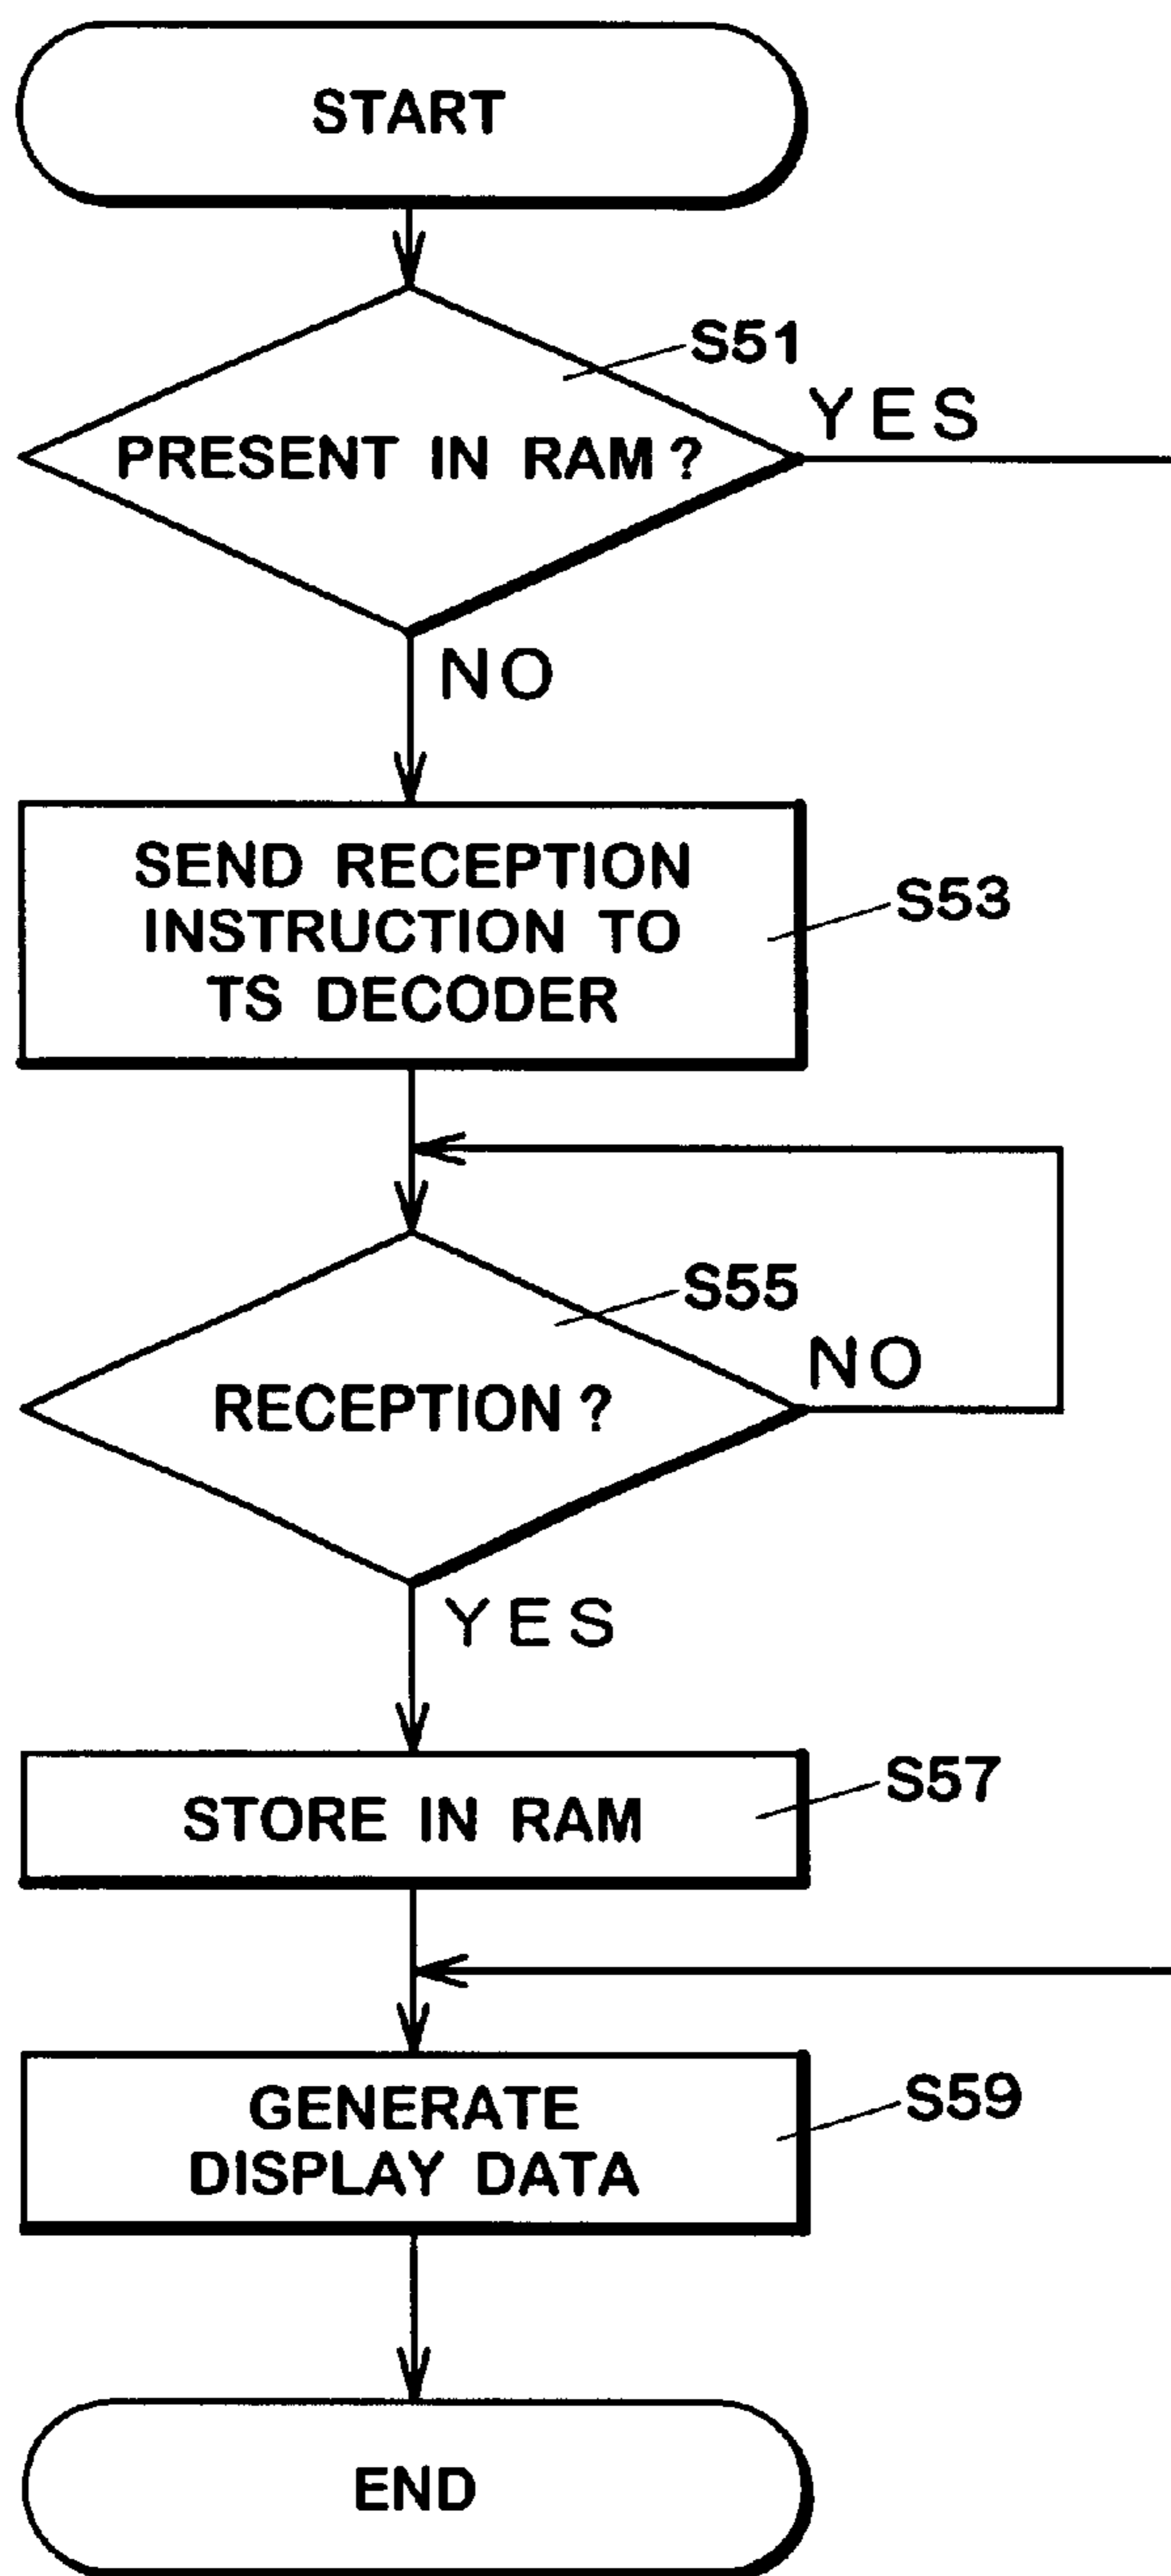 START
S51
YES
PRESENT IN RAM ?
NO
SEND RECEPTION
INSTRUCTION TO
TS DECODER
S53
S55
NO
RECEPTION ?
YES
STORE IN RAM
S57
GENERATE
DISPLAY DATA
S59
END